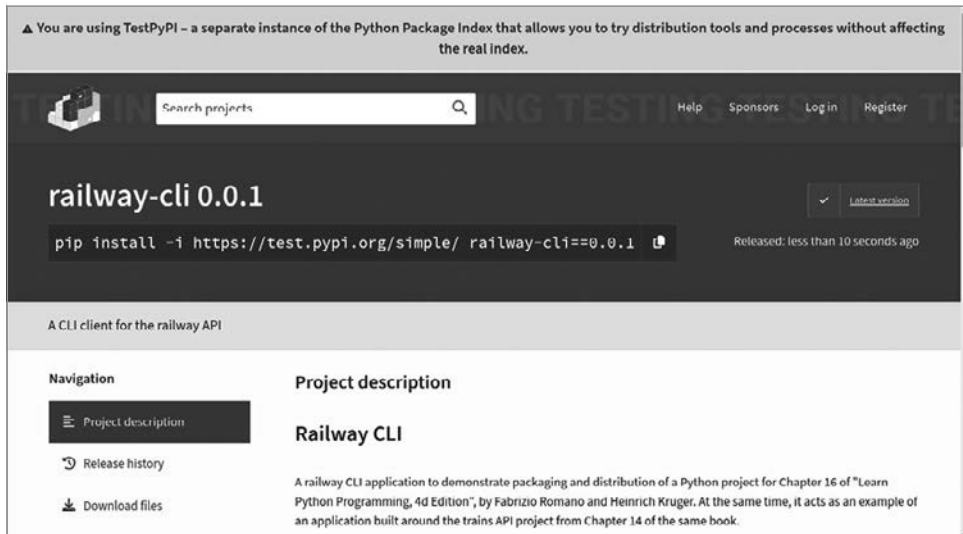 ▲ You are using TestPyPI – a separate instance of the Python Package Index that allows you to try distribution tools and processes without affecting
the real index.
Search projects
TESTING TESTING TESTING
Help
Sponsors
Log in
Register
railway-cli 0.0.1
Latest version
pip install -i https://test.pypi.org/simple/ railway-cli==0.0.1
Released: less than 10 seconds ago
A CLI client for the railway API
Navigation
Project description
Release history
Download files
Project description
Railway CLI
A railway CLI application to demonstrate packaging and distribution of a Python project for Chapter 16 of "Learn
Python Programming, 4d Edition", by Fabrizio Romano and Heinrich Kruger. At the same time, it acts as an example of
an application built around the trains API project from Chapter 14 of the same book.